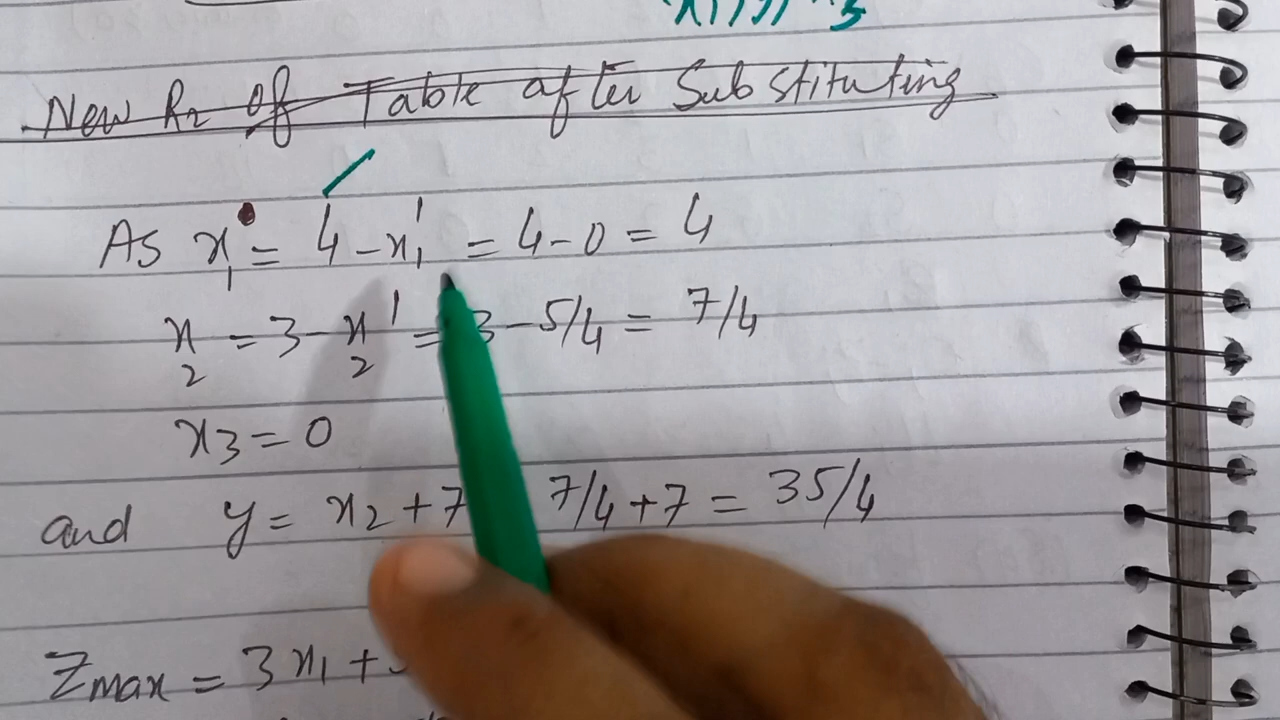 New R₂ Of Table after Substituting
As x₁ = 4 - x₁' = 4 - 0 = 4
x₂ = 3 - x₂' = 3 - 5/4 = 7/4
x₃ = 0
and y = x₂ + 7 7/4 + 7 = 35/4
Zmax = 3x₁ +